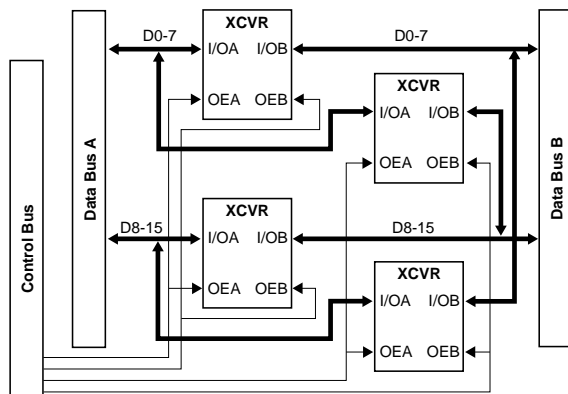 XCVR
D0-7
I/OA I/OB
D0-7
OEA OEB
XCVR
I/OA I/OB
OEA OEB
Data Bus A
Data Bus B
Control Bus
XCVR
D8-15
I/OA I/OB
D8-15
OEA OEB
XCVR
I/OA I/OB
OEA OEB